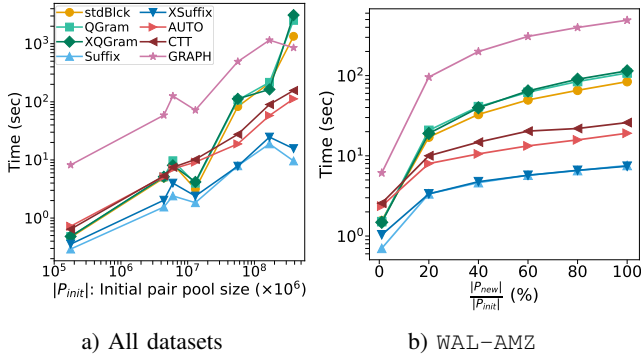 stdBlck
QGram
XQGram
Suffix
XSuffix
AUTO
CTT
GRAPH
Time (sec)
10³
10²
10¹
10⁰
10⁵ 10⁶ 10⁷ 10⁸
|P_init|: Initial pair pool size (×10⁶)
a) All datasets
Time (sec)
10²
10¹
10⁰
0 20 40 60 80 100
|P_new|
|P_init| (%)
b) WAL-AMZ